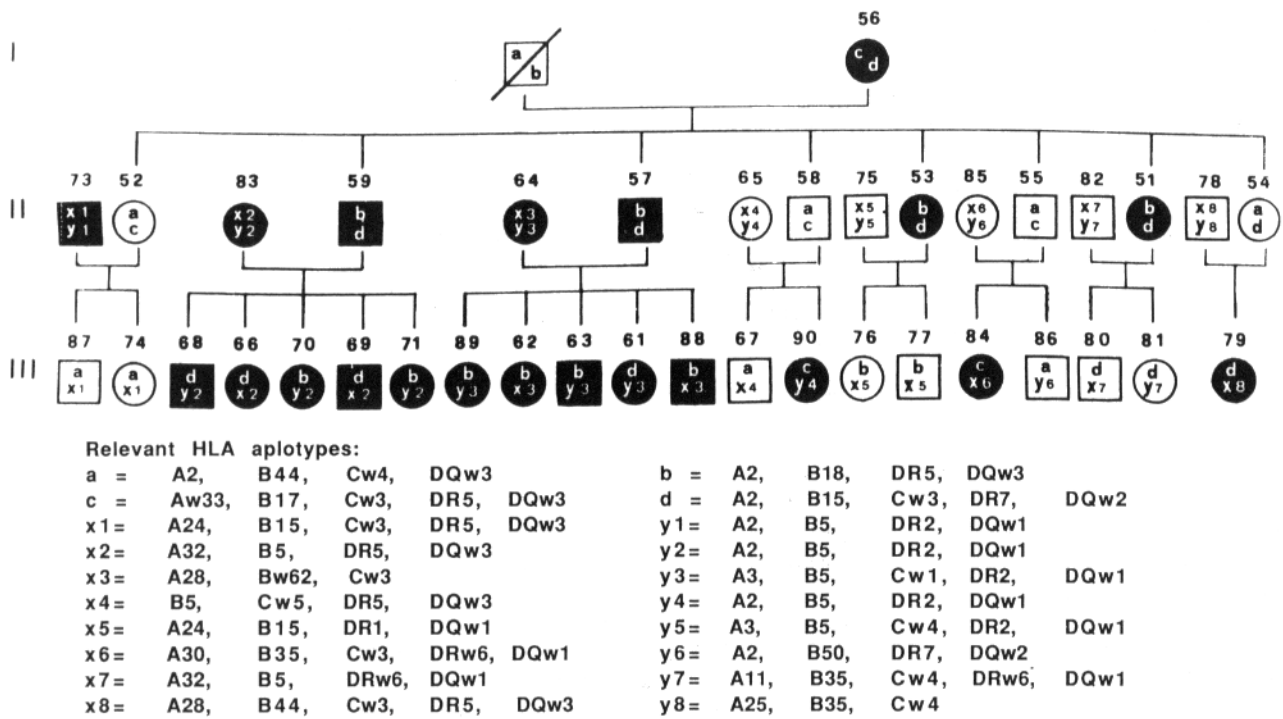 56
I
a
b
c d
73 52 83 59 64 57 65 58 75 53 85 55 82 51 78 54
II
x1 a x2 b x3 b x4 a x5 b x6 a x7 b x8 a
y1 c y2 d y3 d y4 c y5 d y6 c y7 d y8 d
87 74 68 66 70 69 71 89 62 63 61 88 67 90 76 77 84 86 80 81 79
III
a a d d b d b b b b d b a c b b c a d d d
x1 x1 y2 x2 y2 x2 y2 y3 x3 y3 y3 x3 x4 y4 x5 x5 x6 y6 x7 y7 x8
Relevant HLA aplotypes:
a = A2, B44, Cw4, DQw3 b = A2, B18, DR5, DQw3
c = Aw33, B17, Cw3, DR5, DQw3 d = A2, B15, Cw3, DR7, DQw2
x1= A24, B15, Cw3, DR5, DQw3 y1= A2, B5, DR2, DQw1
x2= A32, B5, DR5, DQw3 y2= A2, B5, DR2, DQw1
x3= A28, Bw62, Cw3 y3= A3, B5, Cw1, DR2, DQw1
x4= B5, Cw5, DR5, DQw3 y4= A2, B5, DR2, DQw1
x5= A24, B15, DR1, DQw1 y5= A3, B5, Cw4, DR2, DQw1
x6= A30, B35, Cw3, DRw6, DQw1 y6= A2, B50, DR7, DQw2
x7= A32, B5, DRw6, DQw1 y7= A11, B35, Cw4, DRw6, DQw1
x8= A28, B44, Cw3, DR5, DQw3 y8= A25, B35, Cw4